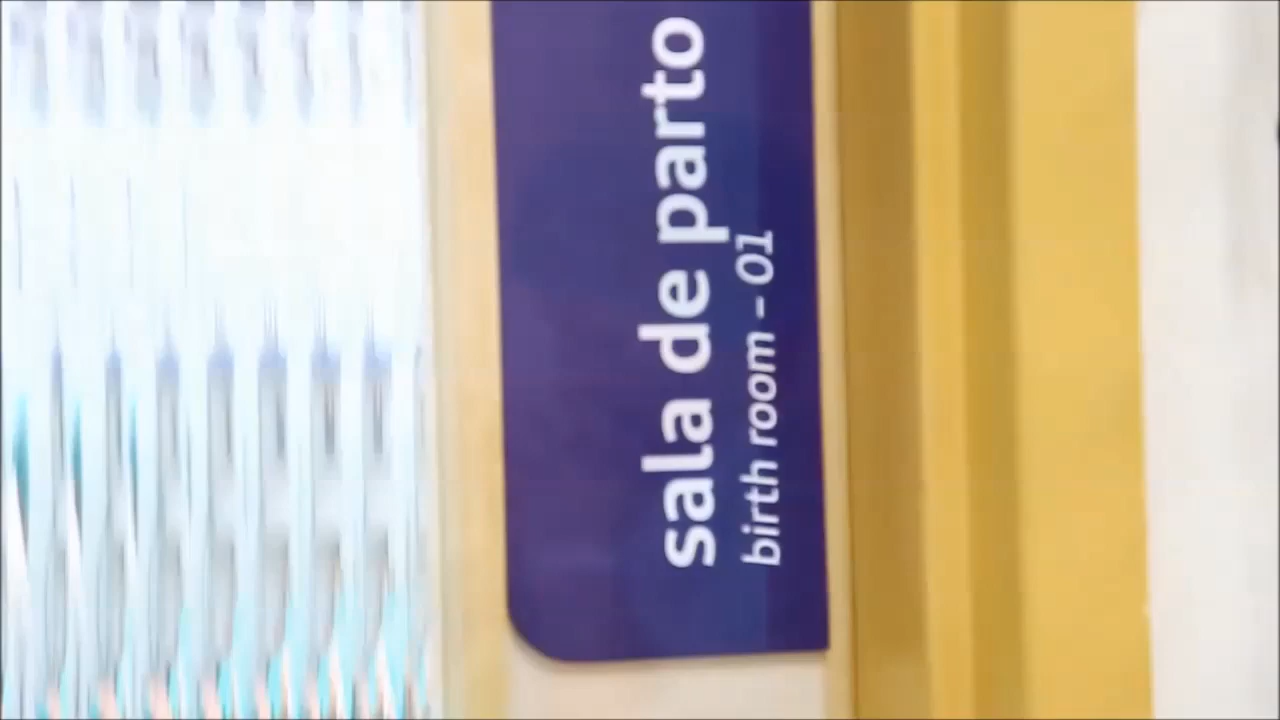 sala de parto
birth room – 01